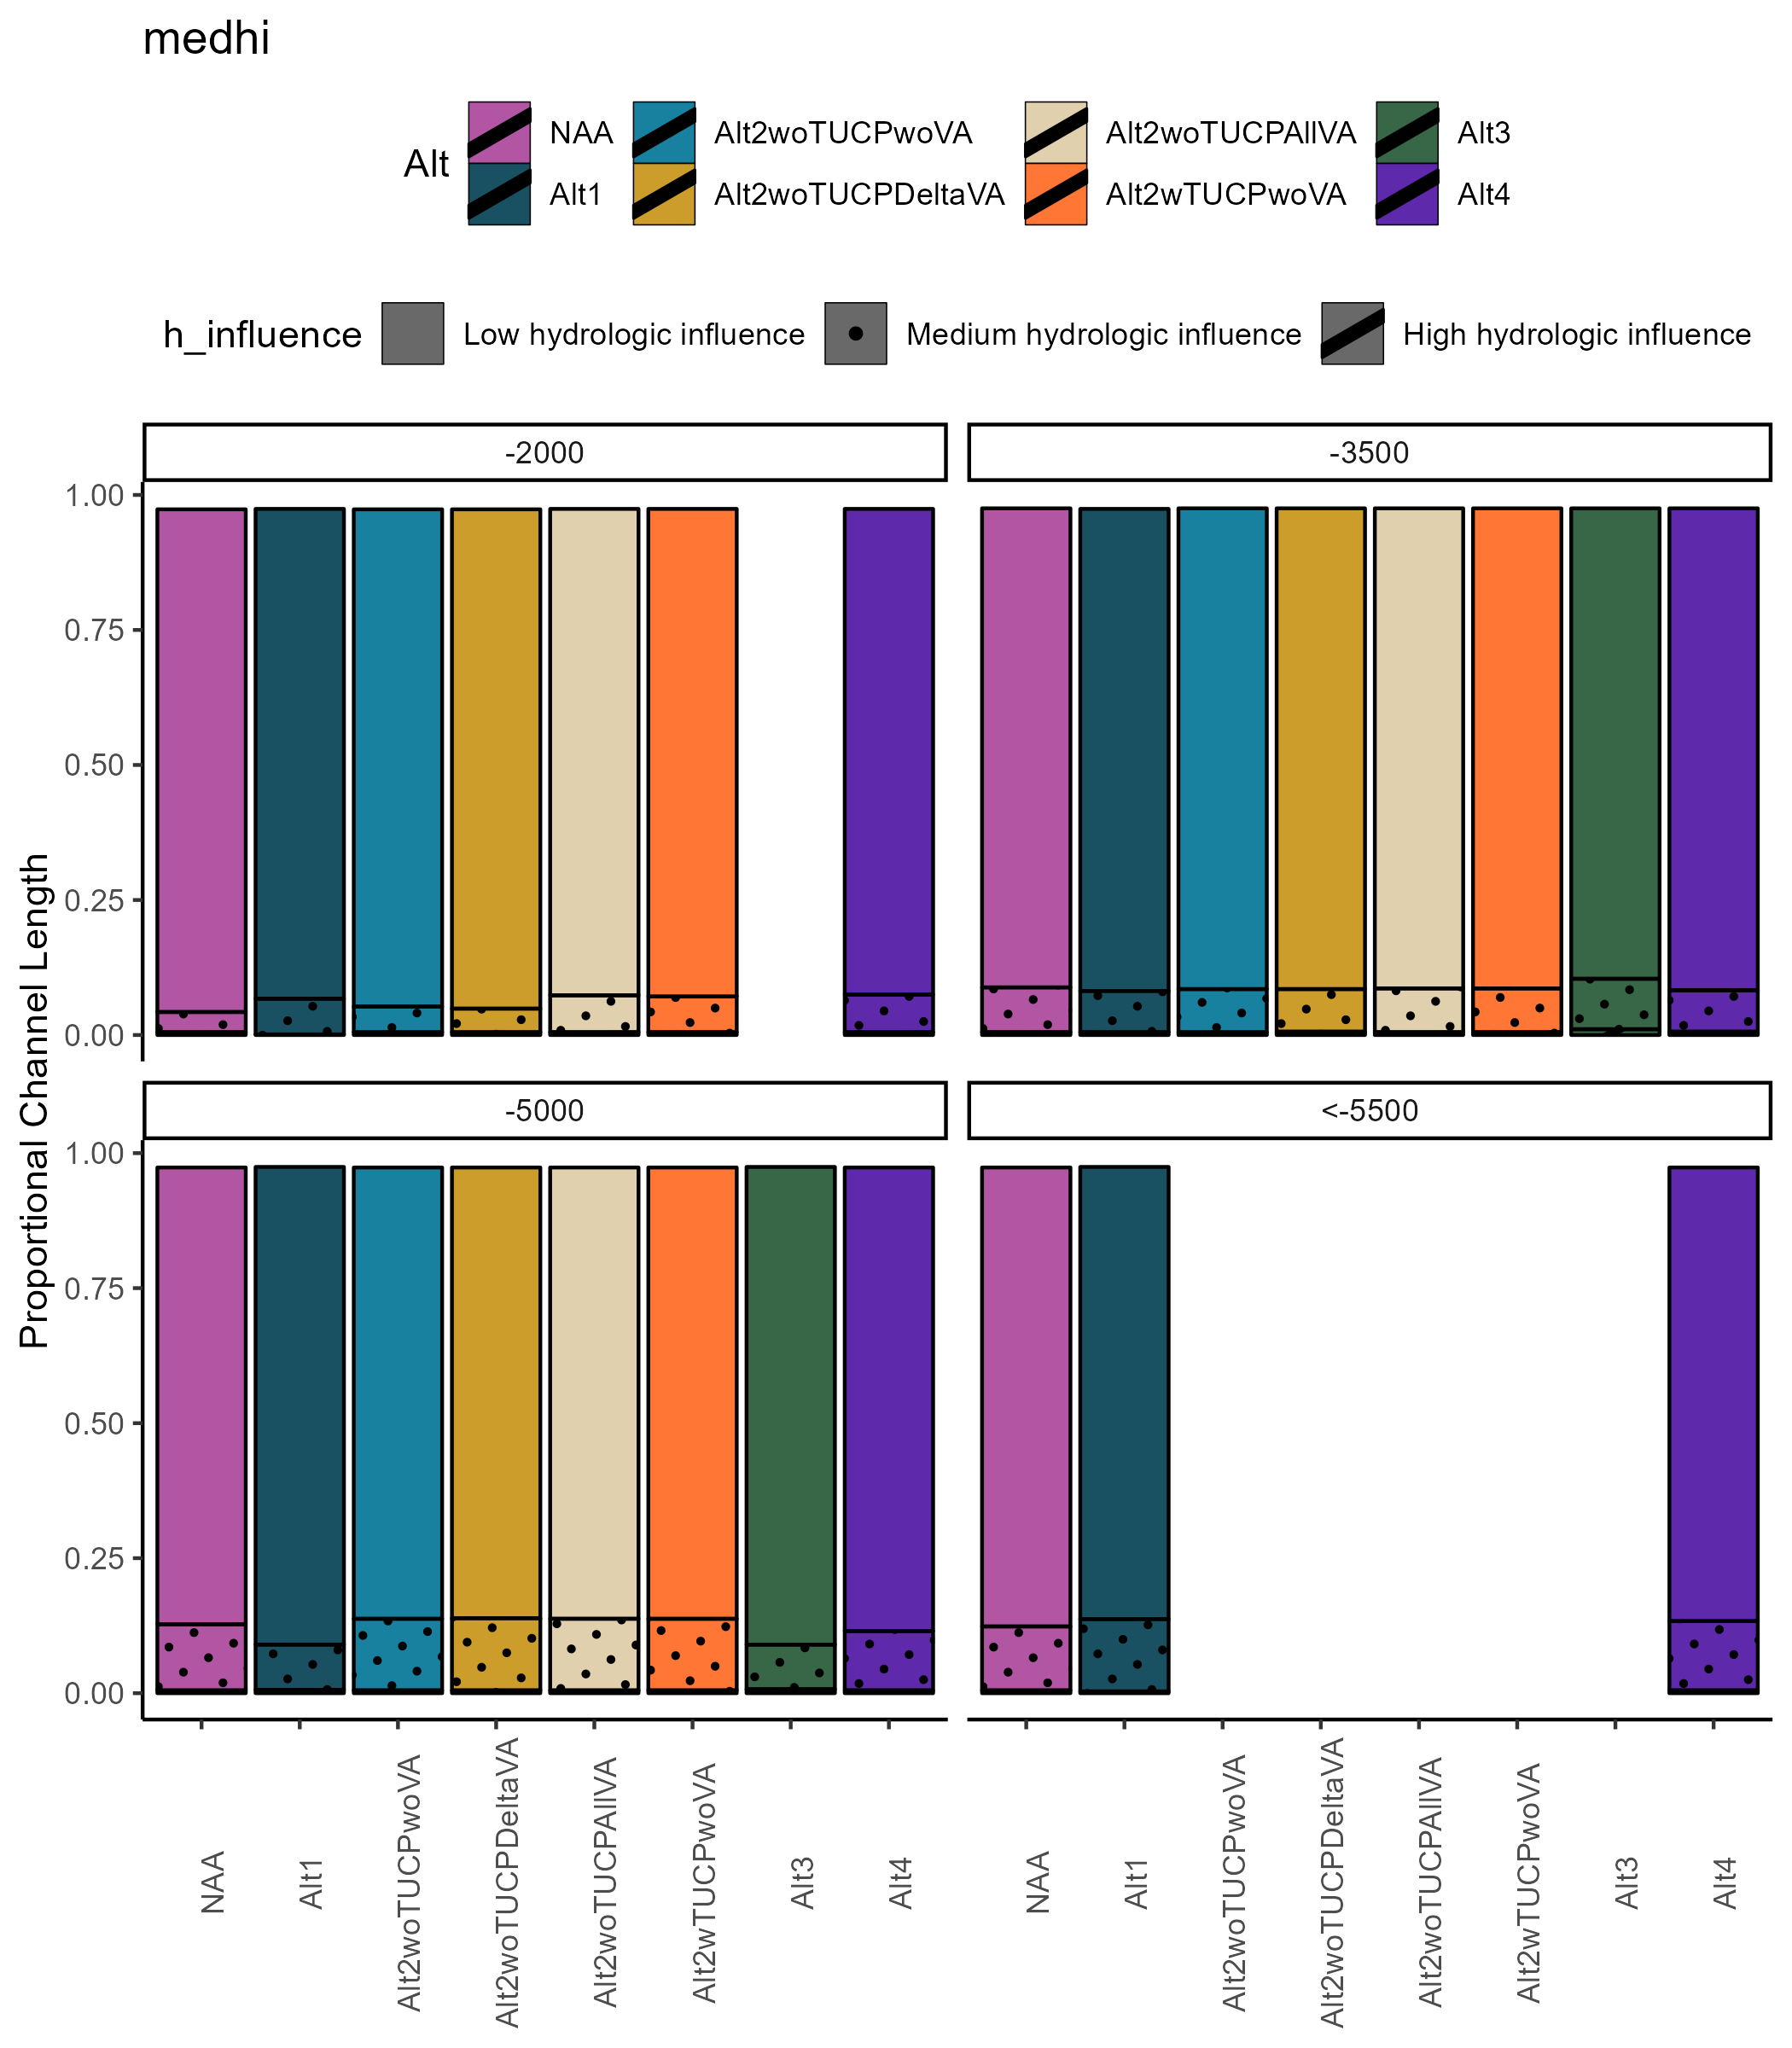 medhi
Alt
NAA
Alt2woTUCPwoVA
Alt2woTUCPAllVA
Alt3
Alt1
Alt2woTUCPDeltaVA
Alt2wTUCPwoVA
Alt4
h_influence
Low hydrologic influence
Medium hydrologic influence
High hydrologic influence
-2000
-3500
1.00
0.75
0.50
0.25
0.00
Proportional Channel Length
-5000
<-5500
1.00
0.75
0.50
0.25
0.00
NAA
Alt1
Alt2woTUCPwoVA
Alt2woTUCPDeltaVA
Alt2woTUCPAllVA
Alt2wTUCPwoVA
Alt3
Alt4
NAA
Alt1
Alt2woTUCPwoVA
Alt2woTUCPDeltaVA
Alt2woTUCPAllVA
Alt2wTUCPwoVA
Alt3
Alt4